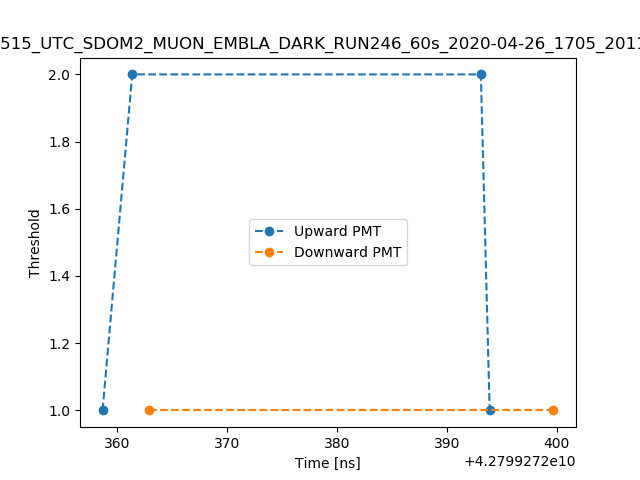 515_UTC_SDOM2_MUON_EMBLA_DARK_RUN246_60s_2020-04-26_1705_2011
2.0
1.8
1.6
1.4
1.2
1.0
Threshold
Upward PMT
Downward PMT
360
370
380
390
400
Time [ns]
+4.2799272e10